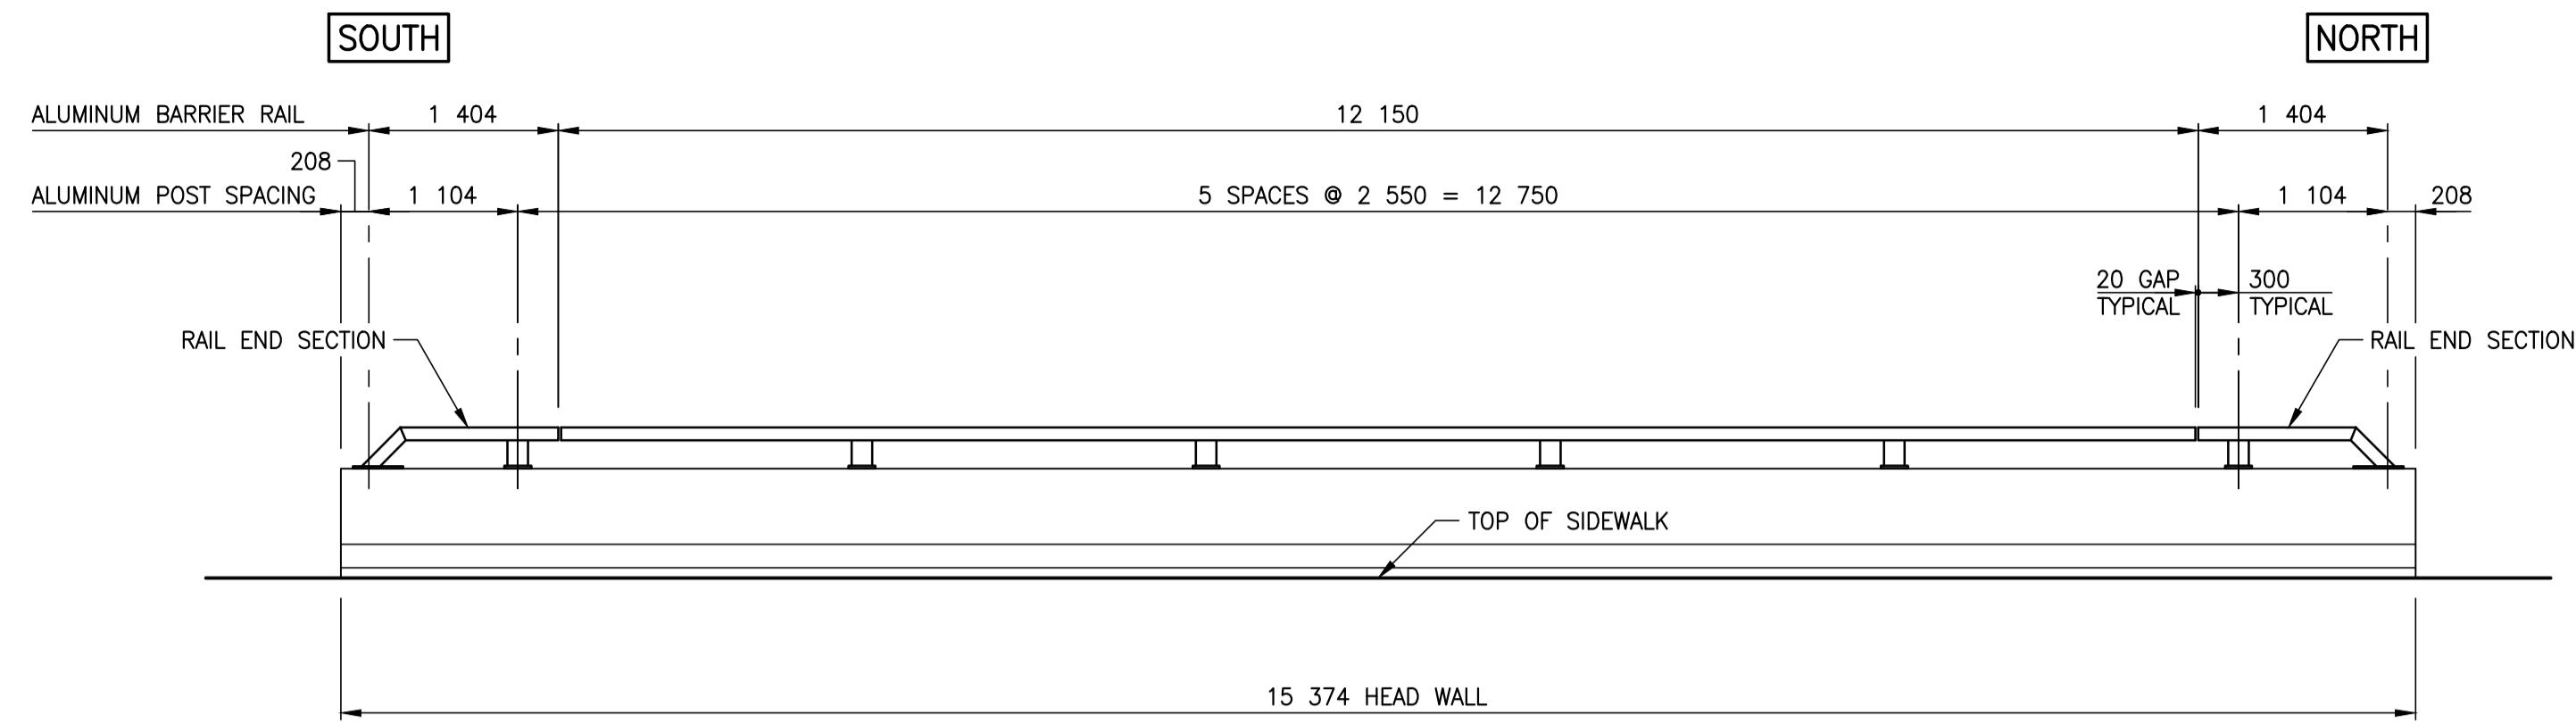 SOUTH
NORTH
ALUMINUM BARRIER RAIL
1 404
12 150
1 404
208
ALUMINUM POST SPACING
1 104
5 SPACES @ 2 550 = 12 750
1 104
208
20 GAP
TYPICAL
300
TYPICAL
RAIL END SECTION
RAIL END SECTION
TOP OF SIDEWALK
15 374 HEAD WALL